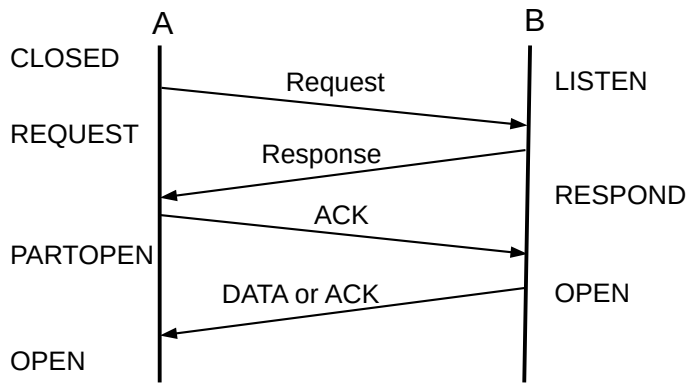 A
B
CLOSED
Request
LISTEN
REQUEST
Response
RESPOND
ACK
PARTOPEN
DATA or ACK
OPEN
OPEN